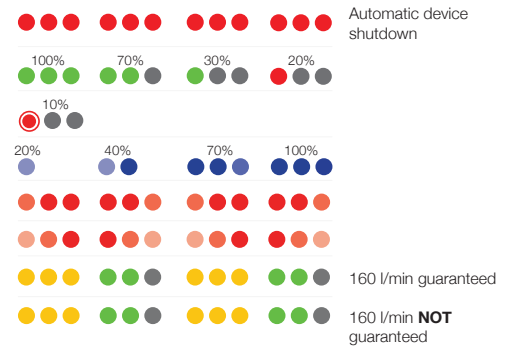 Automatic device
shutdown
100% 70% 30% 20%
10%
20% 40% 70% 100%
160 l/min guaranteed
160 l/min NOT
guaranteed